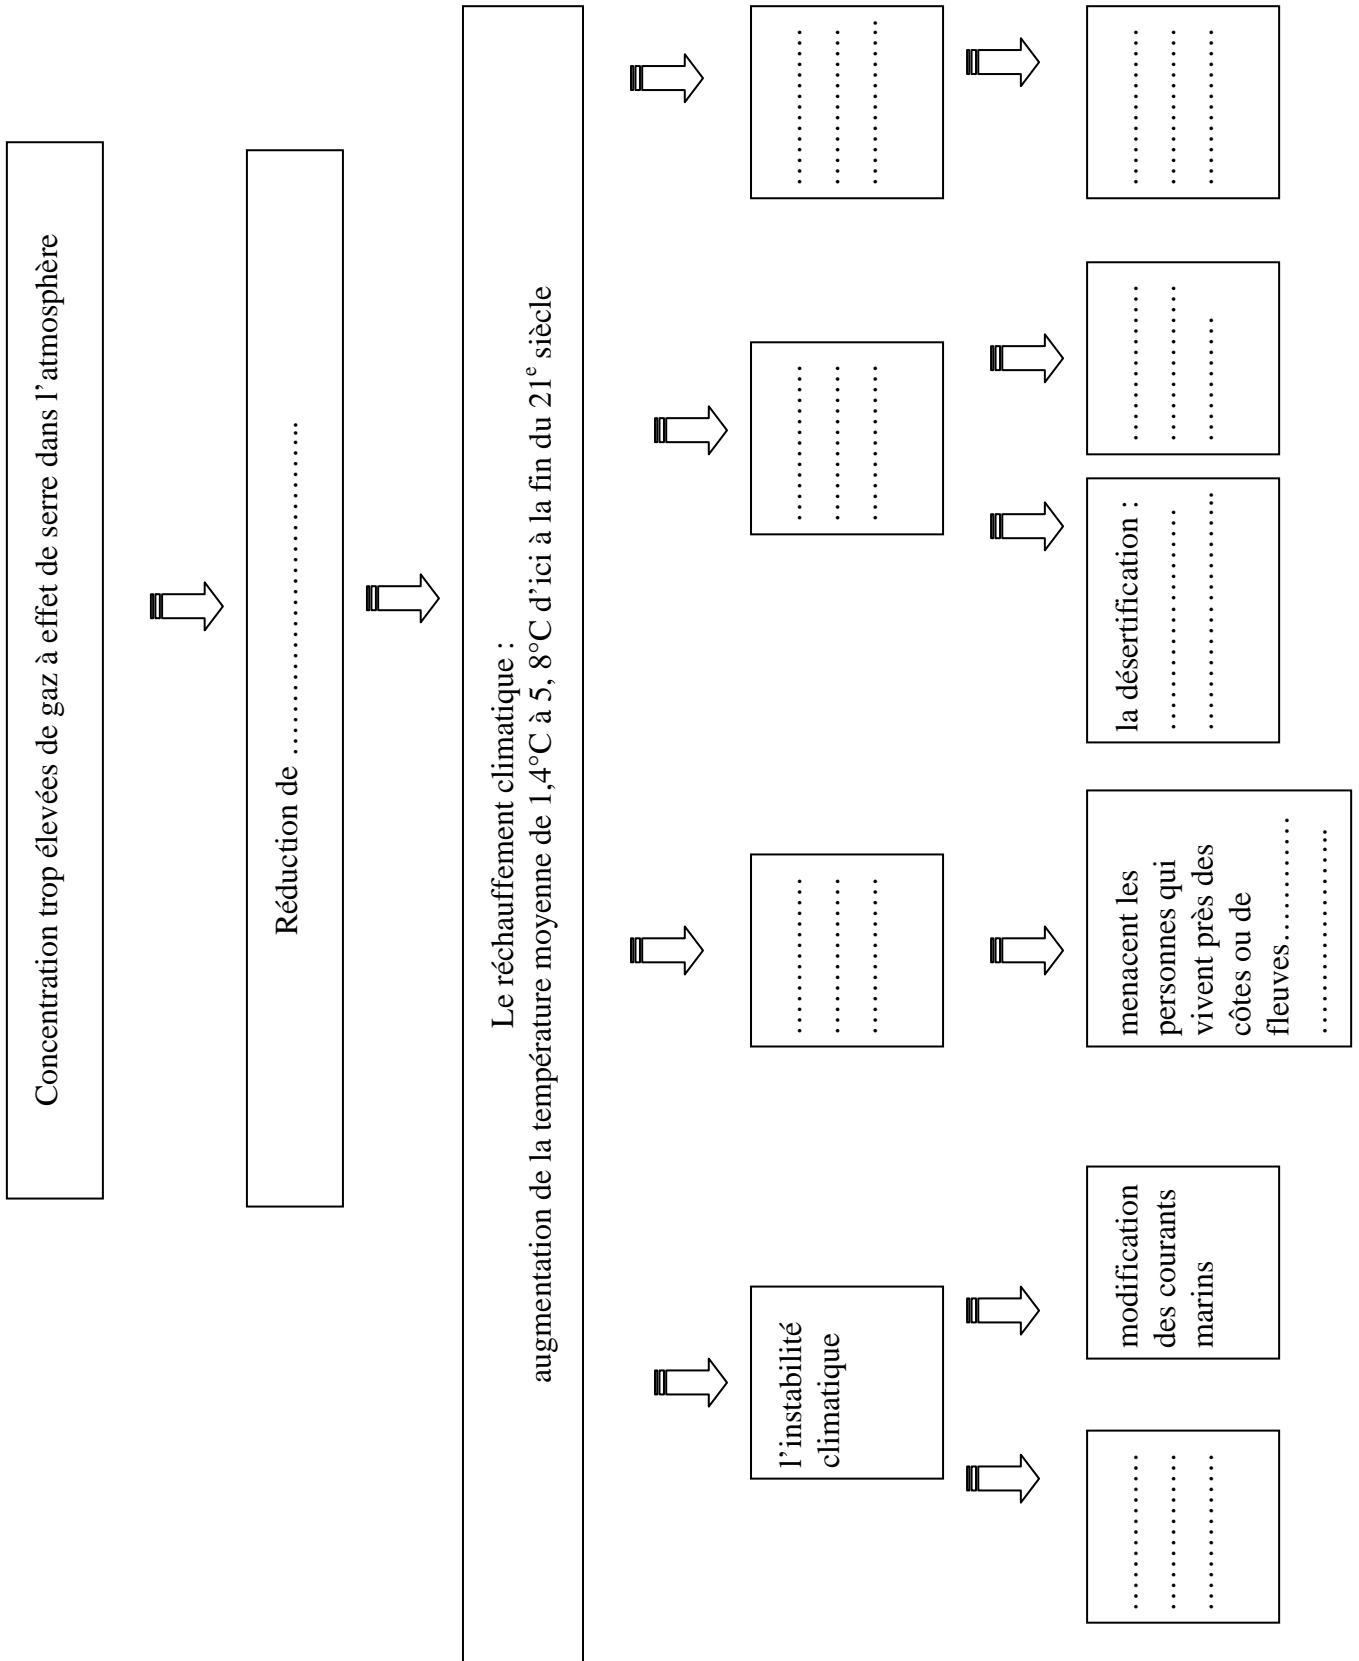 Concentration trop élevées de gaz à effet de serre dans l'atmosphère
Réduction de ……………………………………
Le réchauffement climatique :
augmentation de la température moyenne de 1,4°C à 5, 8°C d'ici à la fin du 21e siècle
l'instabilité
climatique
………………
………………
………………
………………
………………
………………
………………
………………
………………
………………
………………
………………
modification
des courants
marins
menacent les
personnes qui
vivent près des
côtes ou de
fleuves……………
…………………
la désertification :
……………………
………………………
………………
………………
……………
………………
………………
………………